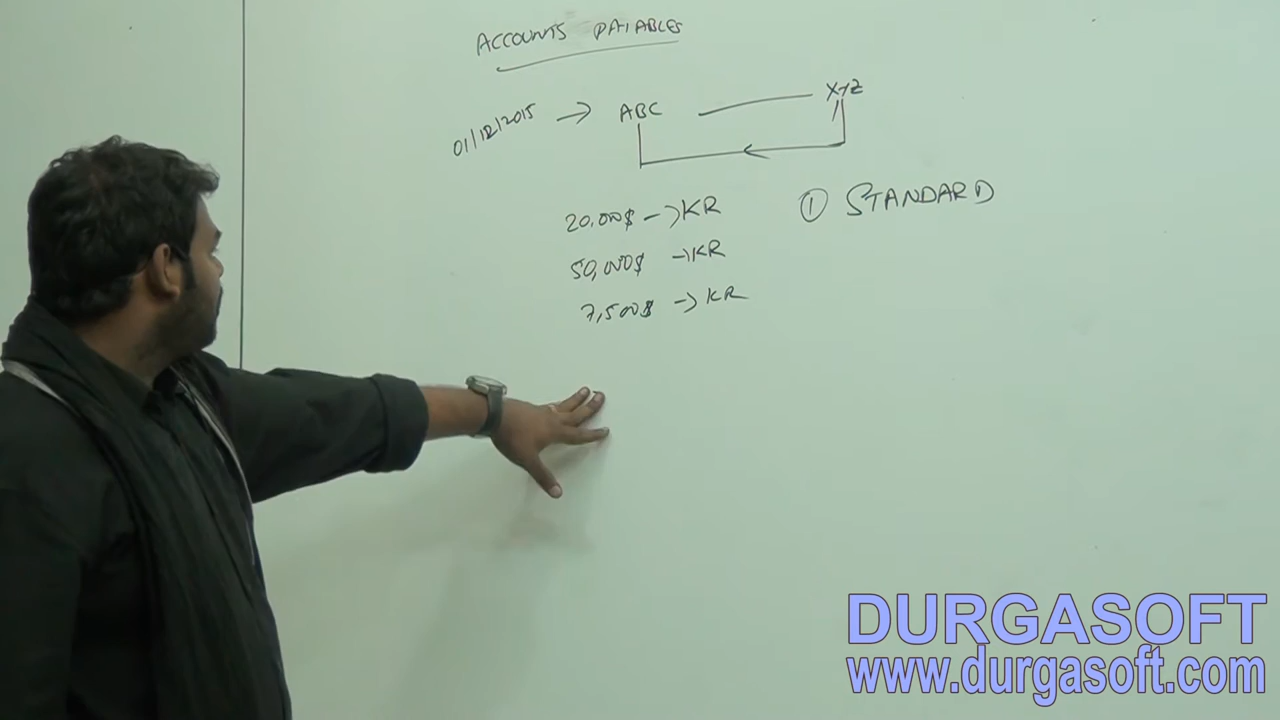 ACCOUNTS PAYABLES
01/12/2015 → ABC XYZ
20,000$ → KR ① STANDARD
50,000$ → KR
7,500$ → KR
DURGASOFT
www.durgasoft.com